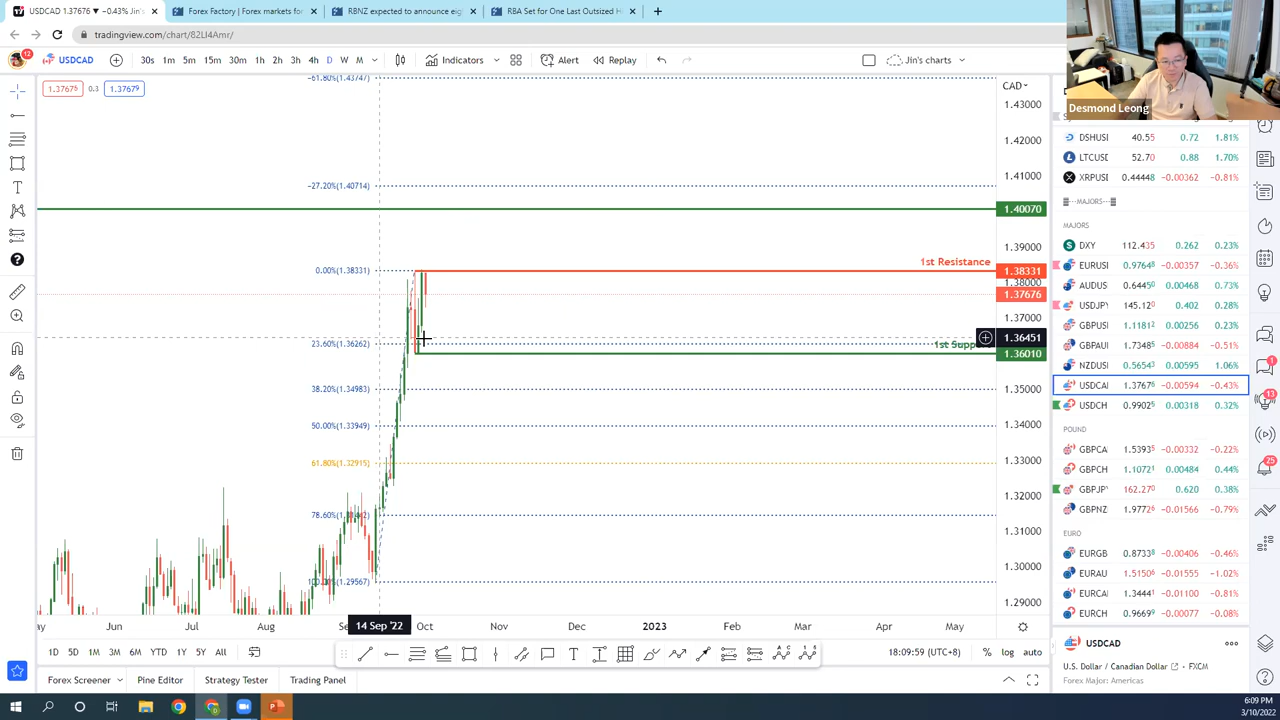 USDCAD 1.37676 ▼ −0.43% Jin's ch
Forex Factory | Forex markets fo
RBNZ expected to announce eig
RBA Set for One Last Outsized H
tradingview.com/chart/82LI4Amr/
12
USDCAD
30s 1m 5m 15m 30m 1h 2h 3h 4h D W M
Indicators
Alert
Replay
Jin's charts
Desmond Leong
1.37676
0.3
1.37679
CAD
−61.80%(1.43747)
−27.20%(1.40714)
0.00%(1.38331)
23.60%(1.36262)
38.20%(1.34983)
50.00%(1.33949)
61.80%(1.32915)
1st Resistance
1.43000
1.42000
1.41000
1.40070
1.39000
1.38331
1.38000
1.37676
1.37000
1.36451
1.36010
1.35000
1.34000
1.33000
1.32000
1.31000
1.30000
1.29000
DSHUSI 40.55 0.72 1.81%
LTCUSD 52.70 0.88 1.70%
XRPUSI 0.44448 −0.00362 −0.81%
MAJORS
MAJORS
DXY 112.435 0.262 0.23%
EURUSI 0.97648 −0.00357 −0.36%
AUDUSI 0.64450 0.00468 0.73%
USDJPY 145.120 0.402 0.28%
GBPUSI 1.11812 0.00256 0.23%
GBPAUI 1.73485 −0.00884 −0.51%
NZDUSI 0.56543 0.00595 1.06%
USDCAI 1.37676 −0.00594 −0.43%
USDCH 0.99025 0.00318 0.32%
POUND
GBPCA 1.53935 −0.00332 −0.22%
GBPCH 1.10721 0.00484 0.44%
GBPJP 162.270 0.620 0.38%
GBPNZ 1.97726 −0.01566 −0.79%
EURO
EURGB 0.87338 −0.00406 −0.46%
EURAU 1.51506 −0.01555 −1.02%
EURCA 1.34441 −0.01100 −0.81%
EURCH 0.96699 −0.00077 −0.08%
1
13
25
Jun Jul Aug
14 Sep '22
Oct Nov Dec 2023 Feb Mar Apr May
1D 5D 1M 3M 6M YTD 1Y 5Y All
18:09:59 (UTC+8)
% log auto
Forex Screener
Pine Editor
Strategy Tester
Trading Panel
USDCAD
U.S. Dollar / Canadian Dollar • FXCM
Forex Major: Americas
6:09 PM
3/10/2022